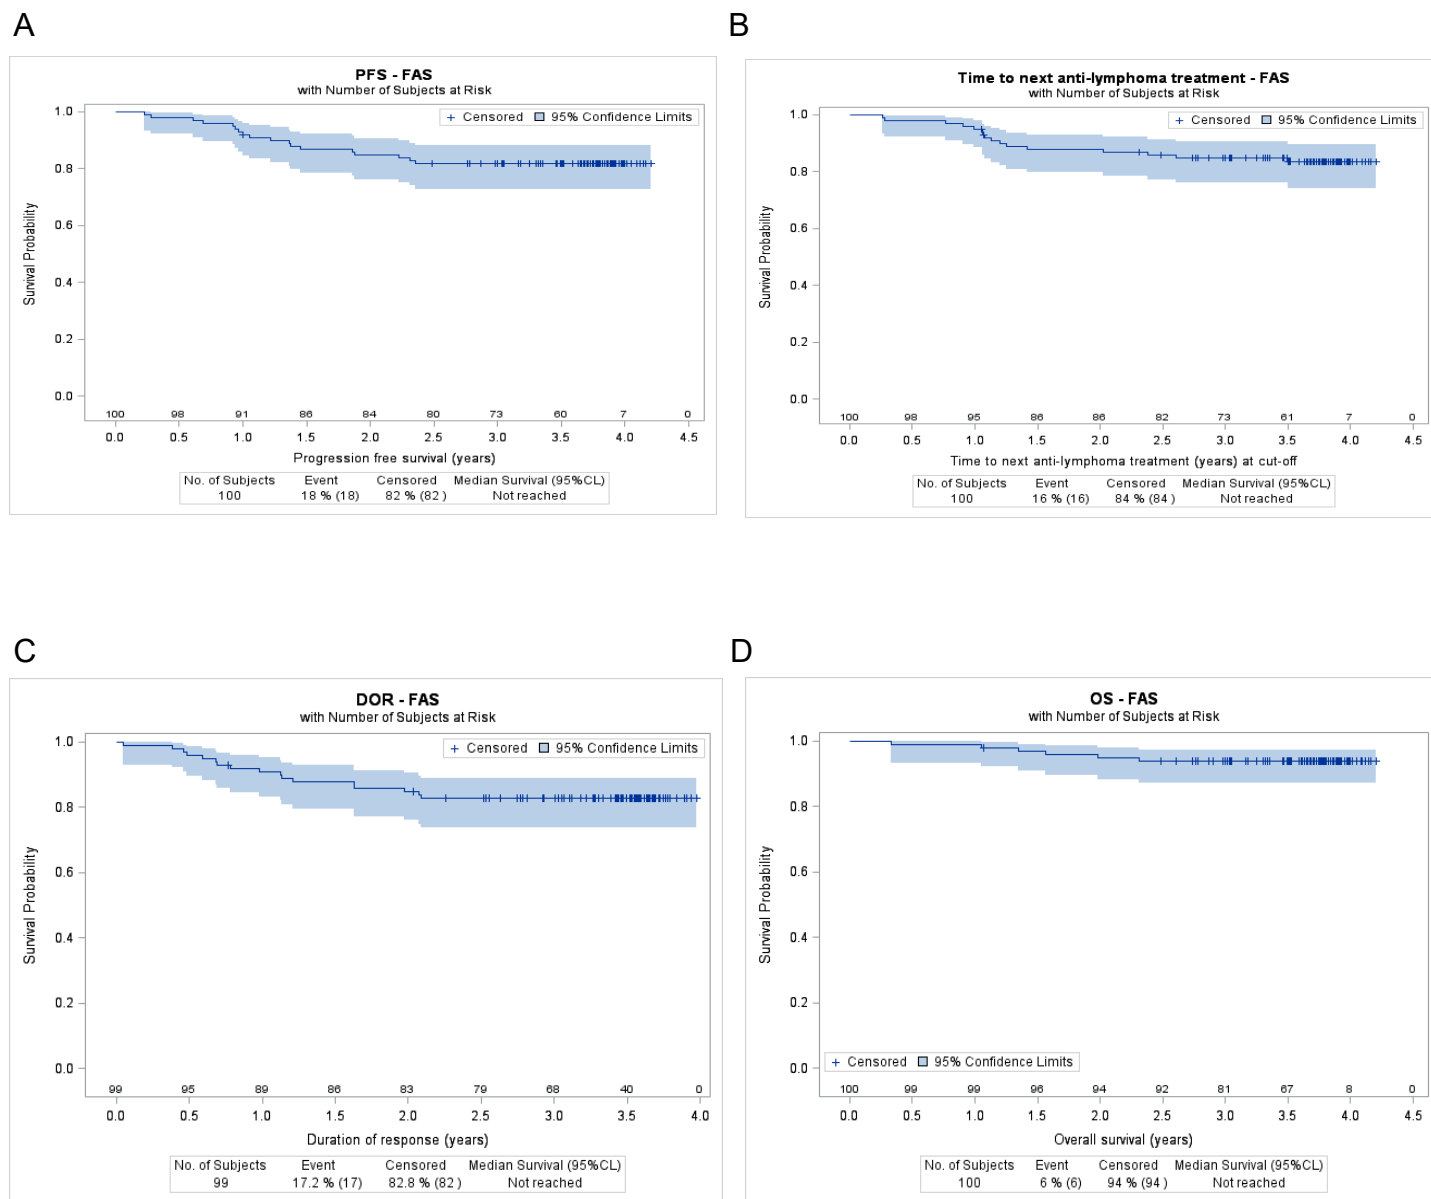 A
PFS - FAS
with Number of Subjects at Risk
+ Censored 95% Confidence Limits
1.0
0.8
0.6
0.4
0.2
0.0
Survival Probability
100 98 91 86 84 80 73 60 7 0
0.0 0.5 1.0 1.5 2.0 2.5 3.0 3.5 4.0 4.5
Progression free survival (years)
No. of Subjects Event Censored Median Survival (95%CL)
100 18 % (18) 82 % (82 ) Not reached
B
Time to next anti-lymphoma treatment - FAS
with Number of Subjects at Risk
+ Censored 95% Confidence Limits
1.0
0.8
0.6
0.4
0.2
0.0
Survival Probability
100 98 95 86 86 82 73 61 7 0
0.0 0.5 1.0 1.5 2.0 2.5 3.0 3.5 4.0 4.5
Time to next anti-lymphoma treatment (years) at cut-off
No. of Subjects Event Censored Median Survival (95%CL)
100 16 % (16) 84 % (84 ) Not reached
C
DOR - FAS
with Number of Subjects at Risk
+ Censored 95% Confidence Limits
1.0
0.8
0.6
0.4
0.2
0.0
Survival Probability
99 95 89 86 83 79 68 40 0
0.0 0.5 1.0 1.5 2.0 2.5 3.0 3.5 4.0
Duration of response (years)
No. of Subjects Event Censored Median Survival (95%CL)
99 17.2 % (17) 82.8 % (82 ) Not reached
D
OS - FAS
with Number of Subjects at Risk
1.0
0.8
0.6
0.4
0.2
0.0
Survival Probability
+ Censored 95% Confidence Limits
100 99 99 96 94 92 81 67 8 0
0.0 0.5 1.0 1.5 2.0 2.5 3.0 3.5 4.0 4.5
Overall survival (years)
No. of Subjects Event Censored Median Survival (95%CL)
100 6 % (6) 94 % (94 ) Not reached